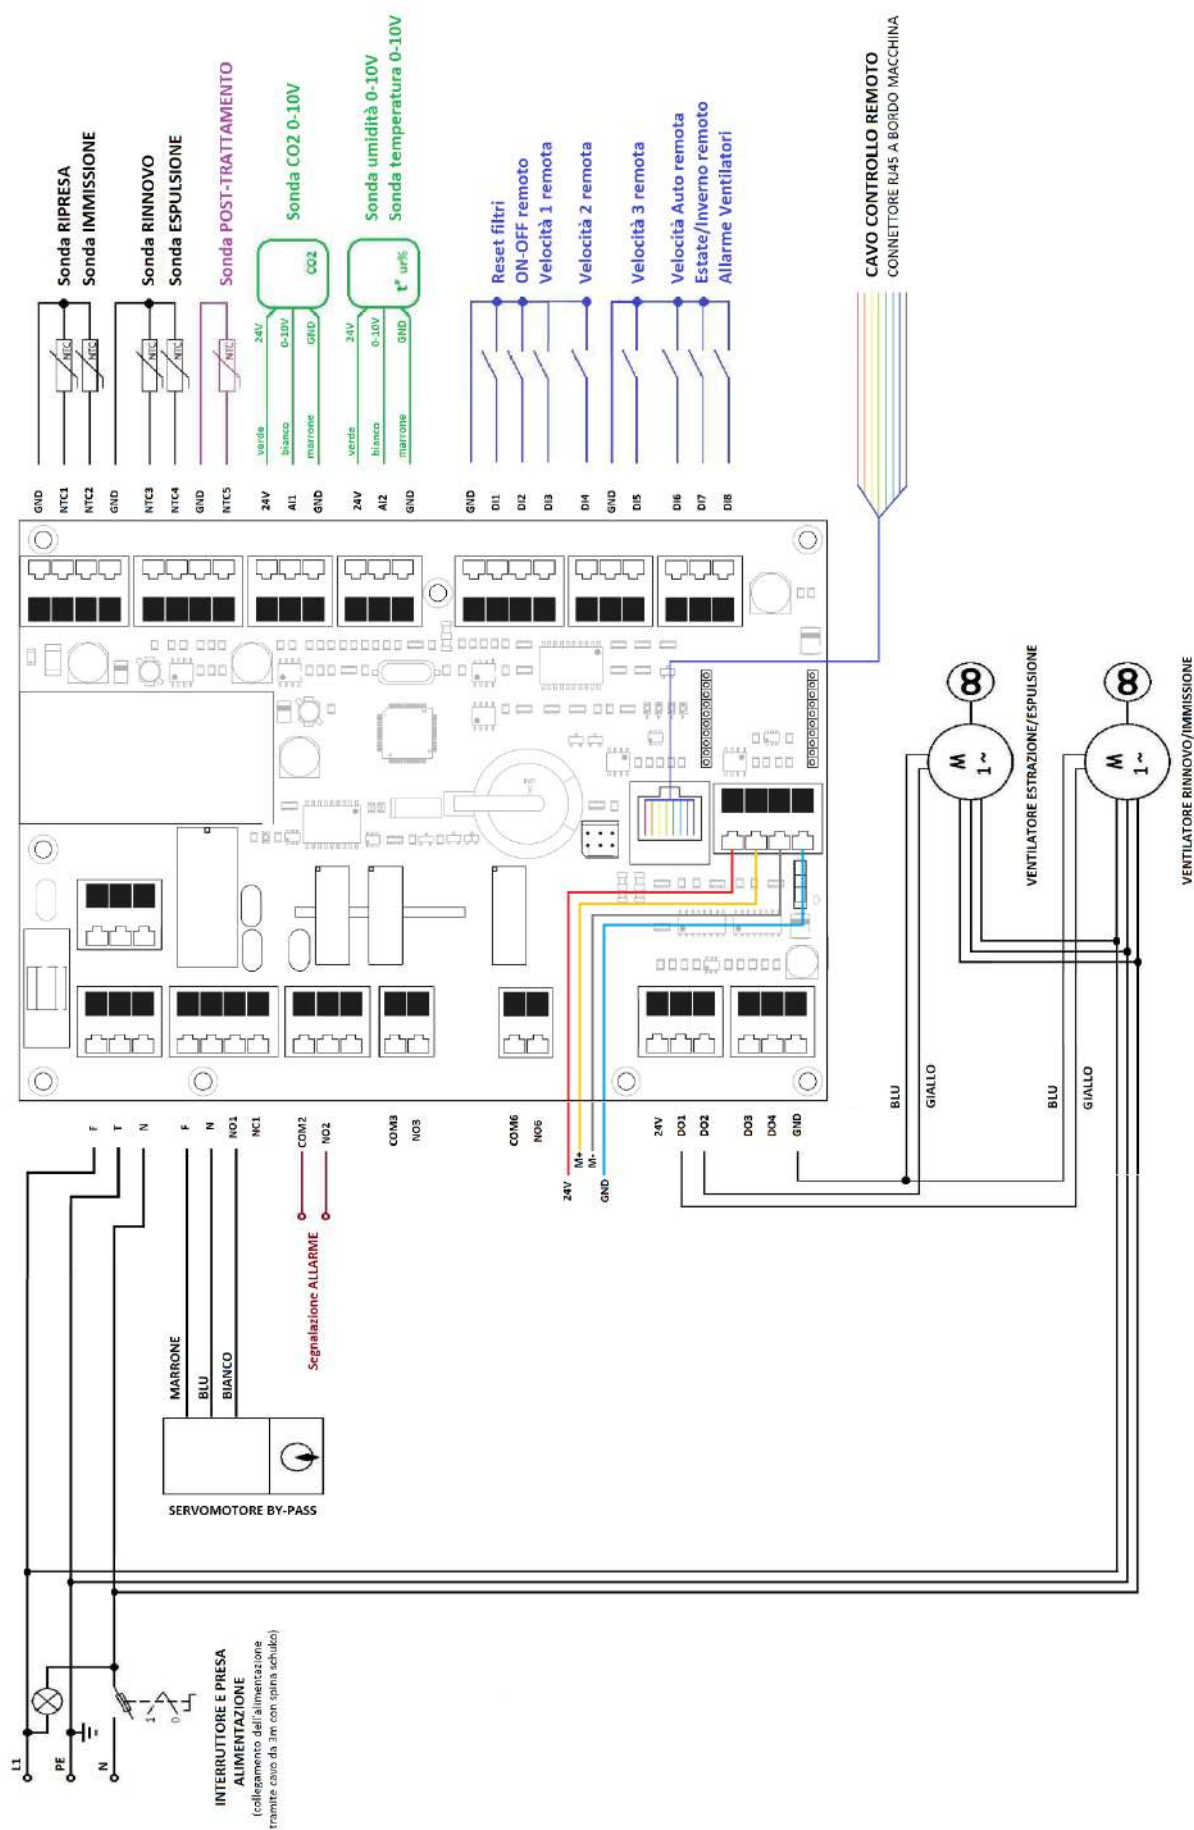 Sonda RIPRESA
Sonda IMMISSIONE
Sonda RINNOVO
Sonda ESPULSIONE
Sonda POST-TRATTAMENTO
Sonda CO2 0-10V
Sonda umidità 0-10V
Sonda temperatura 0-10V
Reset filtri
ON-OFF remoto
Velocità 1 remota
Velocità 2 remota
Velocità 3 remota
Velocità Auto remota
Estate/Inverno remoto
Allarme Ventilatori
CAVO CONTROLLO REMOTO
CONNETTORE RJ45 A BORDO MACCHINA
NTC
NTC
NTC
NTC
NTC
CO2
t° ur%
24V
0-10V
GND
24V
0-10V
GND
verde
bianco
marrone
verde
bianco
marrone
GND
NTC1
NTC2
GND
NTC3
NTC4
GND
NTC5
24V
AI1
GND
24V
AI2
GND
GND
DI1
DI2
DI3
DI4
GND
DI5
DI6
DI7
DI8
F
T
N
F
N
NO1
NC1
COM2
NO2
COM3
NO3
COM6
NO6
24V
M+
M-
GND
24V
DO1
DO2
DO3
DO4
GND
BLU
GIALLO
BLU
GIALLO
M
1~
M
1~
VENTILATORE ESTRAZIONE/ESPULSIONE
VENTILATORE RINNOVO/IMMISSIONE
Segnalazione ALLARME
MARRONE
BLU
BIANCO
SERVOMOTORE BY-PASS
L1
PE
N
1
0
INTERRUTTORE E PRESA
ALIMENTAZIONE
(collegamento dell'alimentazione
tramite cavo da 3m con spina schuko)